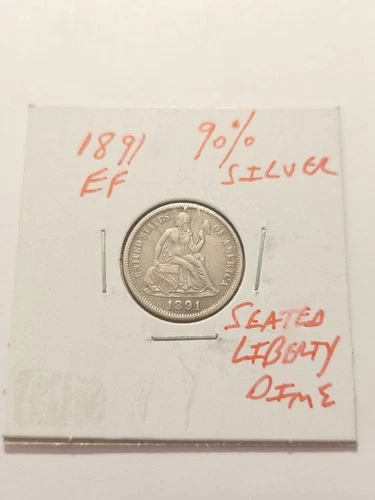 1891
EF
90%
SILVER
UNITED STATES OF AMERICA
1891
SEATED
LIBERTY
DIME